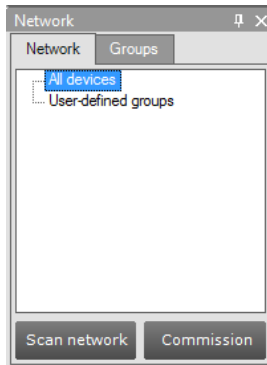 Network
Network Groups
All devices
User-defined groups
Scan network Commission